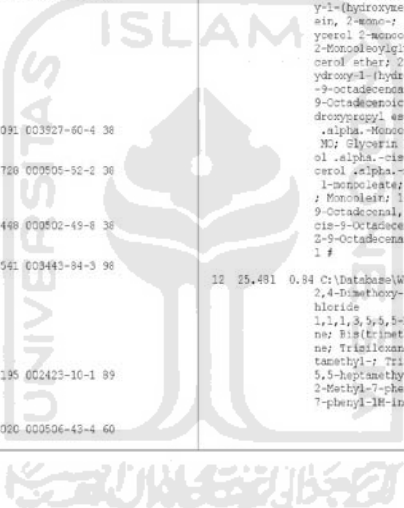 ISLAM
UNIVERSITAS
091 003927-60-4 38
728 000505-52-2 38
448 000502-49-8 38
541 003443-84-3 98
195 002423-10-1 89
020 000506-43-4 60
y-1-(hydroxyme
ein, 2-mono-;
ycerol 2-monoo
2-Monooleoylgl
cerol ether; 2
ydroxy-1-(hydr
-9-octadecenoa
9-Octadecenoic
droxypropyl es
.alpha.-Monoo
MO; Glycerin
ol .alpha.-cis
cerol .alpha.-
1-monooleate;
; Monoolein; 1
9-Octadecenal,
cis-9-Octadece
Z-9-Octadecena
1 #
12 25.481 0.84 C:\Database\W
2,4-Dimethoxy-
hloride
1,1,1,3,5,5,5-
ne; Bis(trimet
ne; Trisiloxan
tamethyl-; Tri
5,5-heptamethy
2-Methyl-7-phe
7-phenyl-1H-in